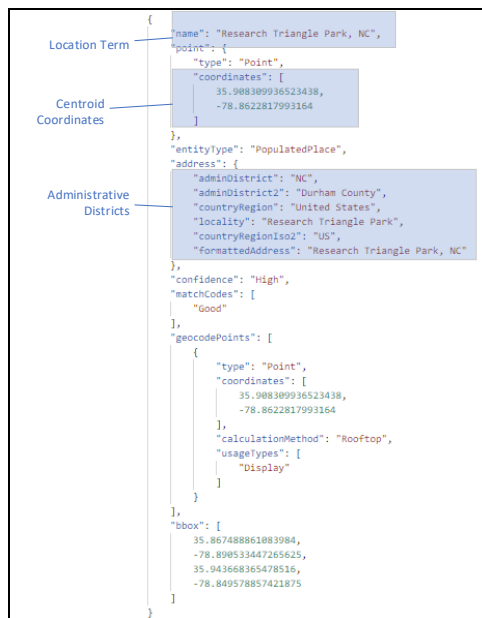 {
Location Term
"name": "Research Triangle Park, NC",
"point": {
"type": "Point",
Centroid
Coordinates
"coordinates": [
35.908309936523438,
-78.8622817993164
]
},
"entityType": "PopulatedPlace",
"address": {
Administrative
Districts
"adminDistrict": "NC",
"adminDistrict2": "Durham County",
"countryRegion": "United States",
"locality": "Research Triangle Park",
"countryRegionIso2": "US",
"formattedAddress": "Research Triangle Park, NC"
},
"confidence": "High",
"matchCodes": [
"Good"
],
"geocodePoints": [
{
"type": "Point",
"coordinates": [
35.908309936523438,
-78.8622817993164
],
"calculationMethod": "Rooftop",
"usageTypes": [
"Display"
]
}
],
"bbox": [
35.867488861083984,
-78.890533447265625,
35.943668365478516,
-78.849578857421875
]
}